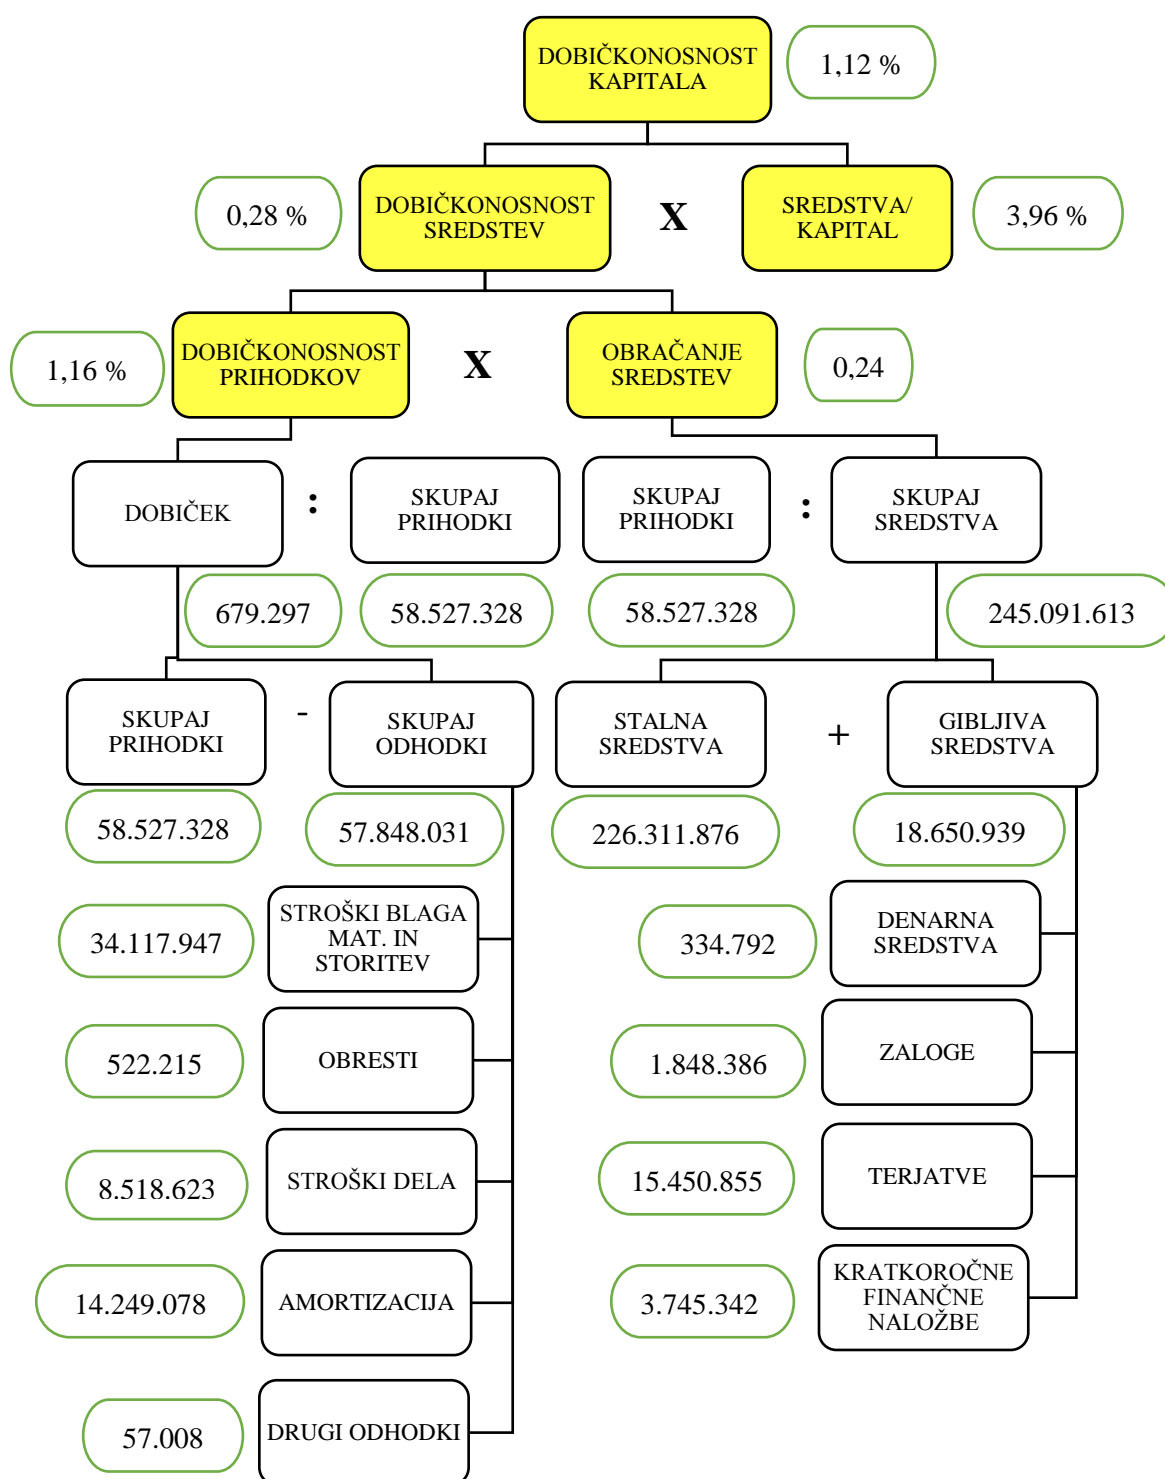 DOBIČKONOSNOST
KAPITALA
1,12 %
0,28 %
DOBIČKONOSNOST
SREDSTEV
X
SREDSTVA/
KAPITAL
3,96 %
1,16 %
DOBIČKONOSNOST
PRIHODKOV
X
OBRAČANJE
SREDSTEV
0,24
DOBIČEK
:
SKUPAJ
PRIHODKI
SKUPAJ
PRIHODKI
:
SKUPAJ
SREDSTVA
679.297
58.527.328
58.527.328
245.091.613
SKUPAJ
PRIHODKI
-
SKUPAJ
ODHODKI
STALNA
SREDSTVA
+
GIBLJIVA
SREDSTVA
58.527.328
57.848.031
226.311.876
18.650.939
34.117.947
STROŠKI BLAGA
MAT. IN
STORITEV
334.792
DENARNA
SREDSTVA
522.215
OBRESTI
1.848.386
ZALOGE
8.518.623
STROŠKI DELA
15.450.855
TERJATVE
14.249.078
AMORTIZACIJA
3.745.342
KRATKOROČNE
FINANČNE
NALOŽBE
57.008
DRUGI ODHODKI